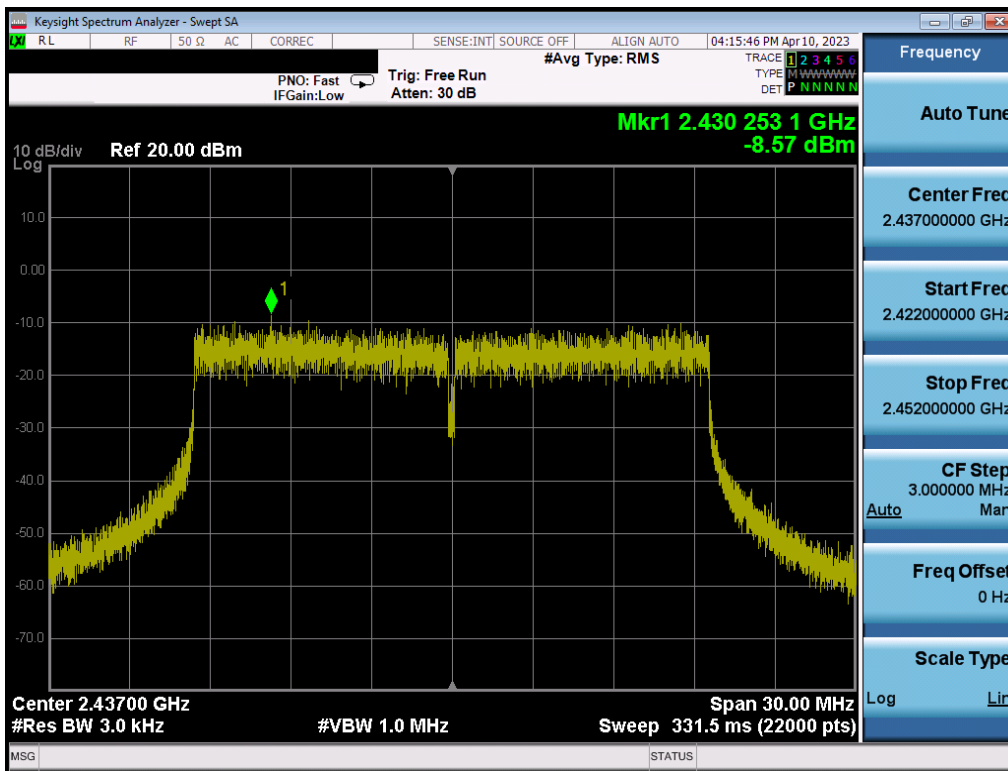 Keysight Spectrum Analyzer - Swept SA
LXI RL RF 50 Ω AC CORREC SENSE:INT SOURCE OFF ALIGN AUTO 04:15:46 PM Apr 10, 2023
#Avg Type: RMS
TRACE 1 2 3 4 5 6
PNO: Fast Trig: Free Run
TYPE M W W W W W
IFGain:Low Atten: 30 dB
DET P N N N N N
Mkr1 2.430 253 1 GHz
-8.57 dBm
10 dB/div Ref 20.00 dBm
Log
10.0
0.00
1
-10.0
-20.0
-30.0
-40.0
-50.0
-60.0
-70.0
Center 2.43700 GHz Span 30.00 MHz
#Res BW 3.0 kHz #VBW 1.0 MHz Sweep 331.5 ms (22000 pts)
MSG STATUS
Frequency
Auto Tune
Center Freq
2.437000000 GHz
Start Freq
2.422000000 GHz
Stop Freq
2.452000000 GHz
CF Step
3.000000 MHz
Auto Man
Freq Offset
0 Hz
Scale Type
Log Lin